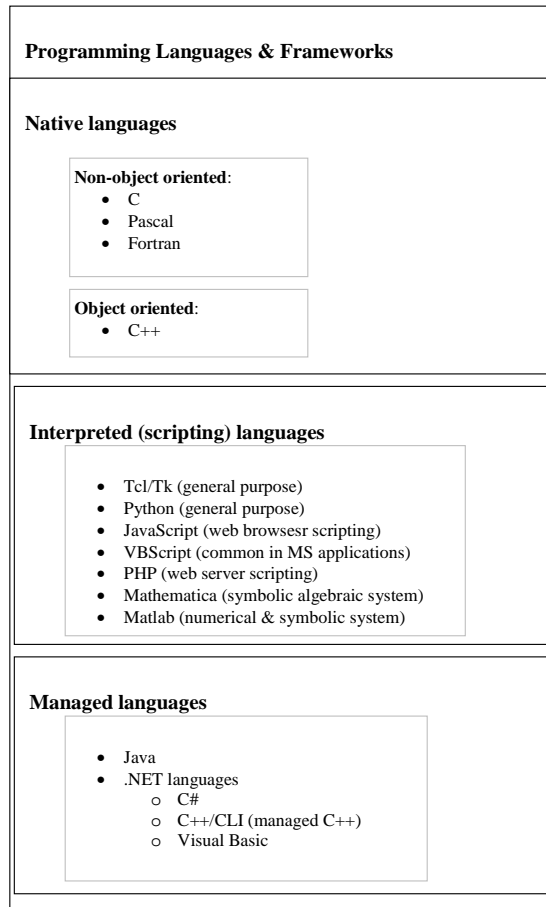 Programming Languages & Frameworks
Native languages
Non-object oriented:
• C
• Pascal
• Fortran
Object oriented:
• C++
Interpreted (scripting) languages
• Tcl/Tk (general purpose)
• Python (general purpose)
• JavaScript (web browsesr scripting)
• VBScript (common in MS applications)
• PHP (web server scripting)
• Mathematica (symbolic algebraic system)
• Matlab (numerical & symbolic system)
Managed languages
• Java
• .NET languages
o C#
o C++/CLI (managed C++)
o Visual Basic